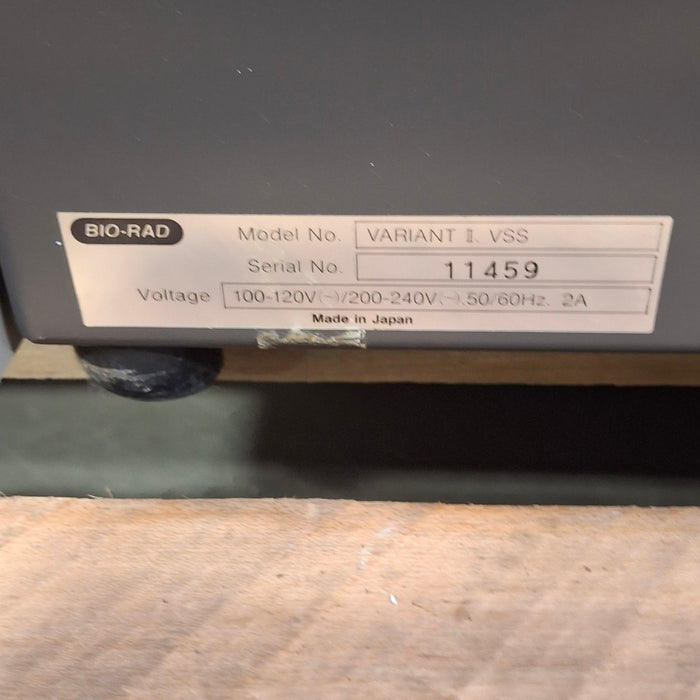 BIO-RAD Model No. VARIANT II. VSS
Serial No. 11459
Voltage 100-120V(~)/200-240V(~).50/60Hz. 2A
Made in Japan